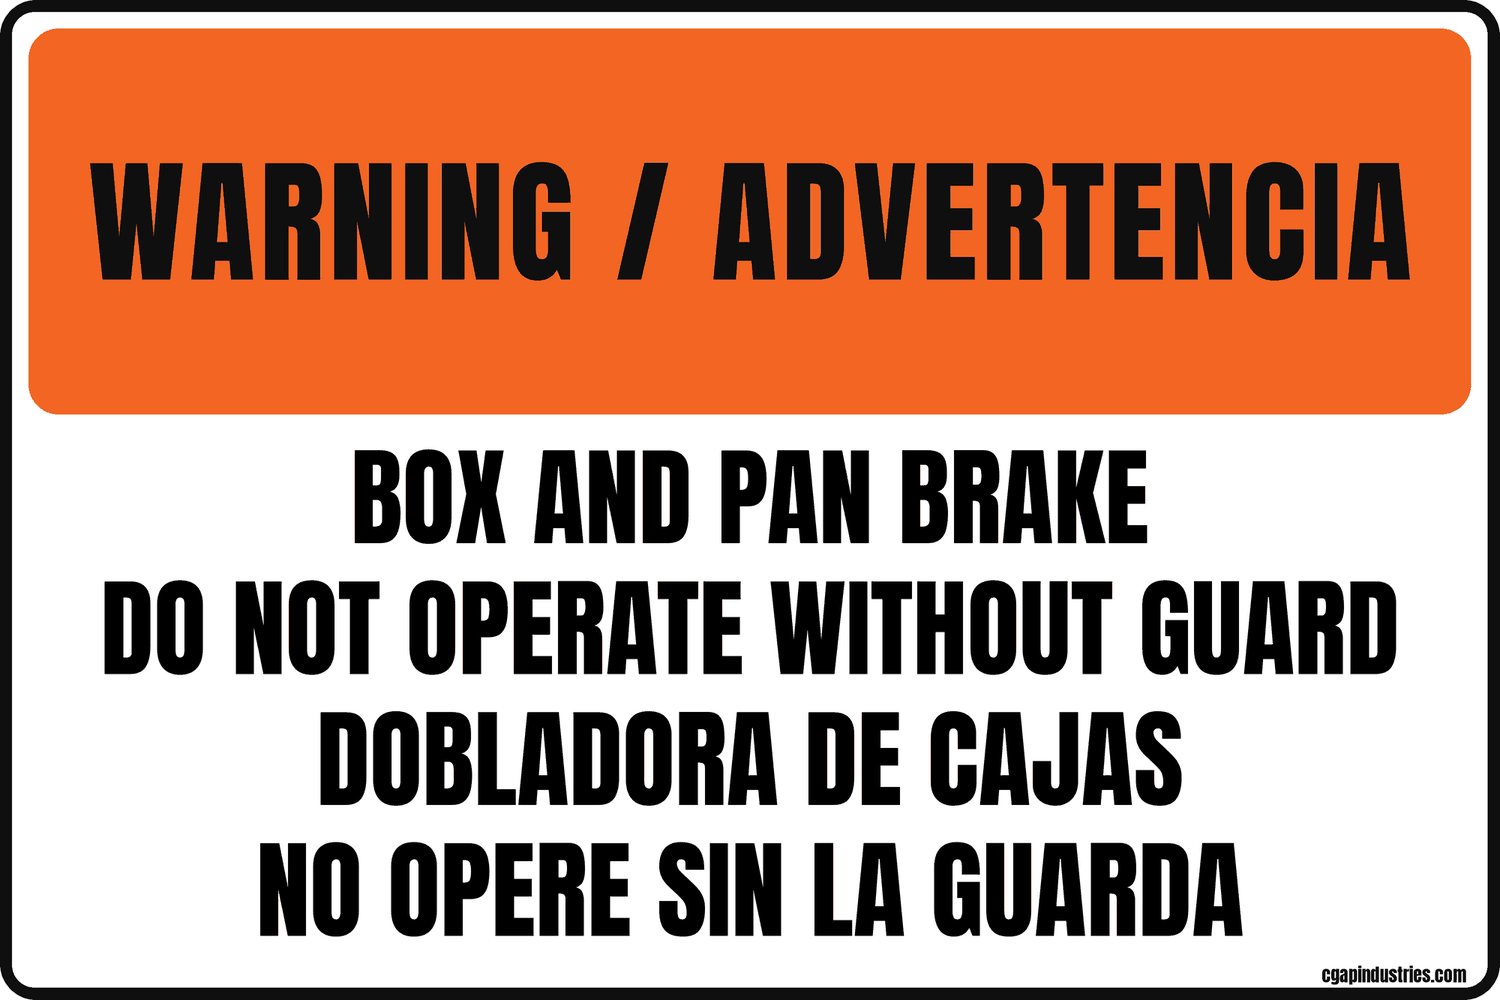 WARNING / ADVERTENCIA
BOX AND PAN BRAKE
DO NOT OPERATE WITHOUT GUARD
DOBLADORA DE CAJAS
NO OPERE SIN LA GUARDA
cgapindustries.com